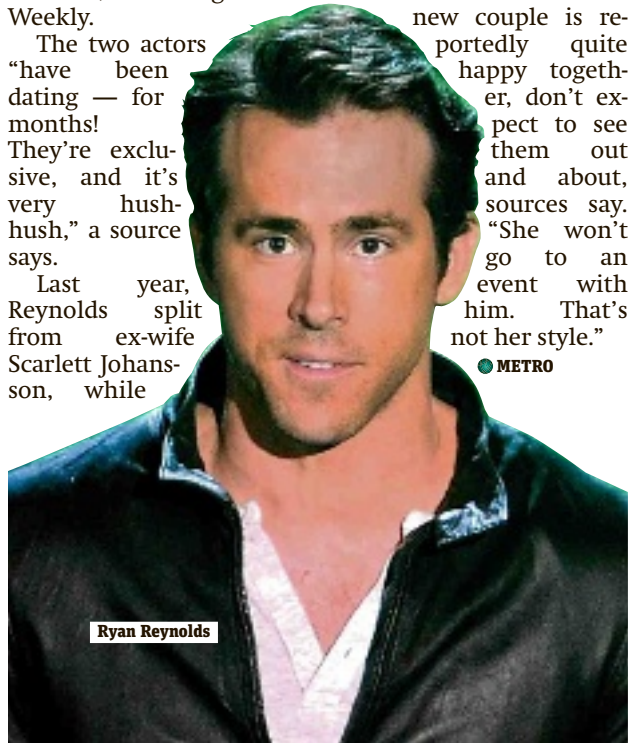 Weekly.
The two actors
“have been
dating — for
months!
They’re exclu-
sive, and it’s
very hush-
hush,” a source
says.
Last year,
Reynolds split
from ex-wife
Scarlett Johans-
son, while
new couple is re-
portedly quite
happy togeth-
er, don’t ex-
pect to see
them out
and about,
sources say.
“She won’t
go to an
event with
him. That’s
not her style.”
METRO
Ryan Reynolds